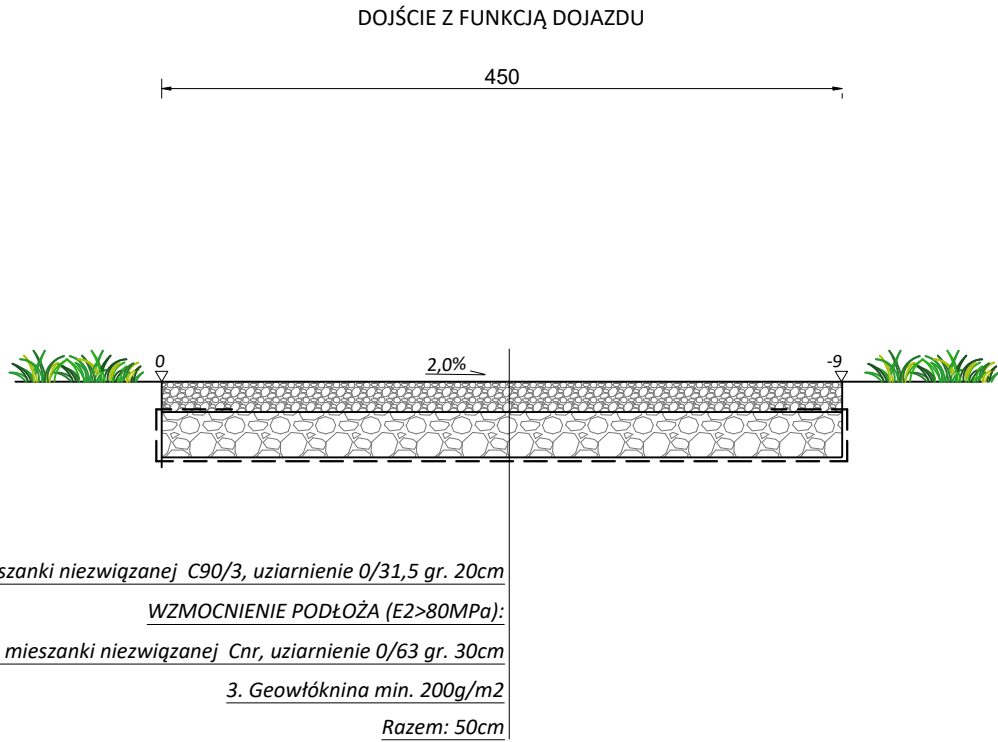 DOJŚCIE Z FUNKCJĄ DOJAZDU
450
0
2,0%
-9
szanki niezwiązanej C90/3, uziarnienie 0/31,5 gr. 20cm
WZMOCNIENIE PODŁOŻA (E2>80MPa):
mieszanki niezwiązanej Cnr, uziarnienie 0/63 gr. 30cm
3. Geowłóknina min. 200g/m2
Razem: 50cm